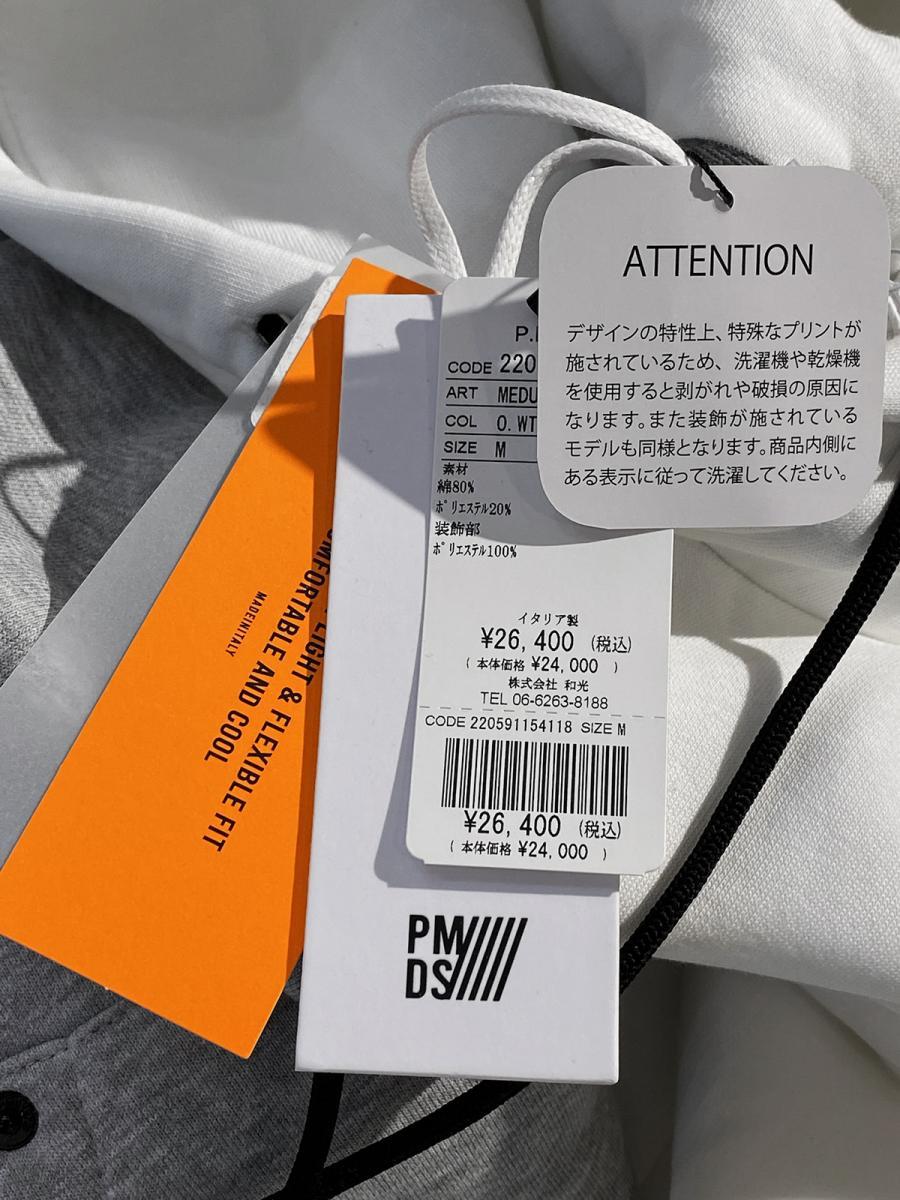 ATTENTION
デザインの特性上、特殊なプリントが
施されているため、洗濯機や乾燥機
を使用すると剥がれや破損の原因に
なります。また装飾が施されている
モデルも同様となります。商品内側に
ある表示に従って洗濯してください。
CODE 220
ART MEDU
COL O.WT
SIZE M
素材
綿80%
ポリエステル20%
装飾部
ポリエステル100%
イタリア製
¥26,400 (税込)
( 本体価格 ¥24,000 )
株式会社 和光
TEL 06-6263-8188
CODE 220591154118 SIZE M
¥26,400 (税込)
( 本体価格 ¥24,000 )
PM
DS
LIGHT & FLEXIBLE FIT
COMFORTABLE AND COOL
MADEINITALY